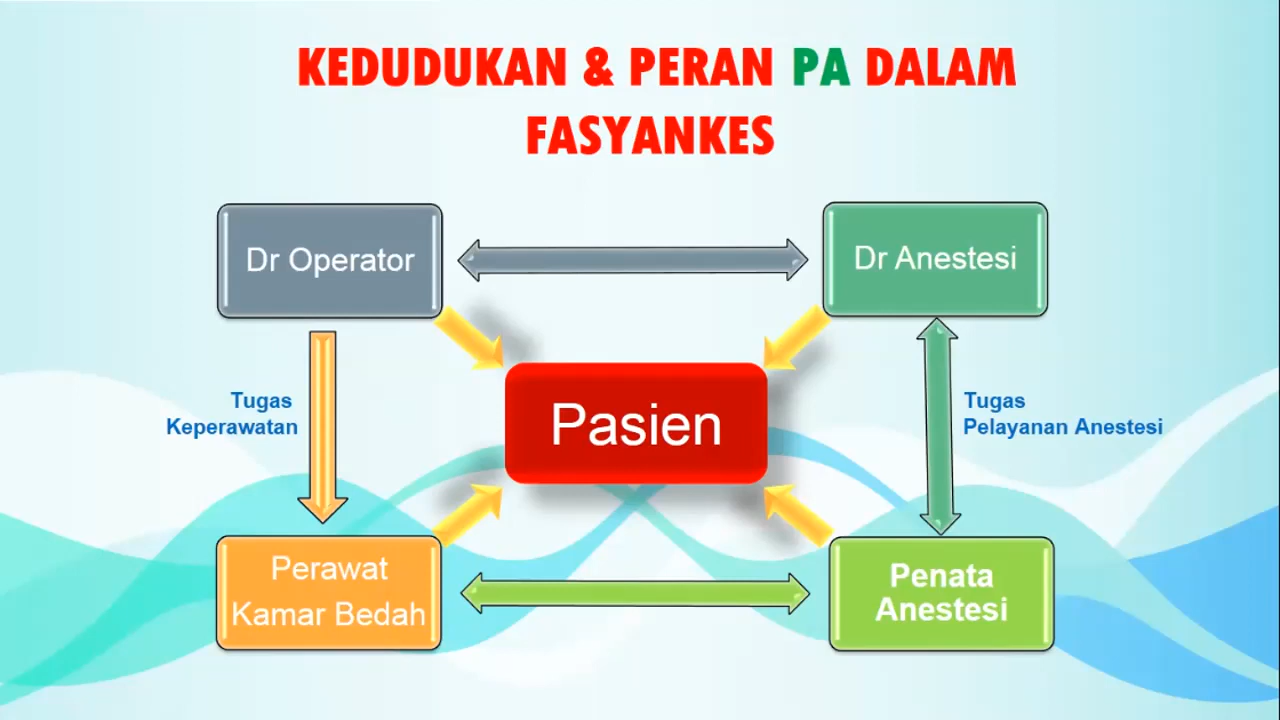 KEDUDUKAN & PERAN PA DALAM
FASYANKES
Dr Operator
Dr Anestesi
Tugas
Keperawatan
Pasien
Tugas
Pelayanan Anestesi
Perawat
Kamar Bedah
Penata
Anestesi